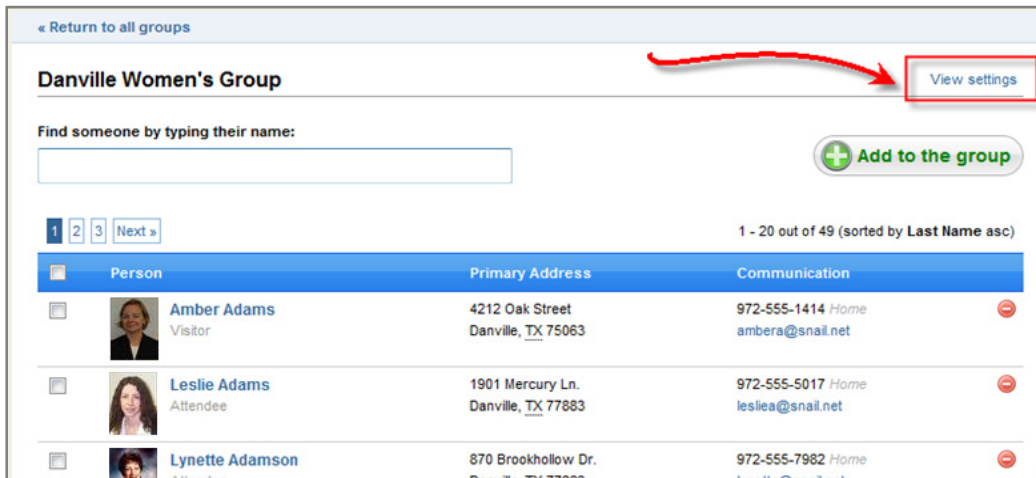 « Return to all groups
Danville Women's Group
View settings
Find someone by typing their name:
Add to the group
1 2 3 Next »
1 - 20 out of 49 (sorted by Last Name asc)
Person Primary Address Communication
Amber Adams 4212 Oak Street 972-555-1414 Home
Visitor Danville, TX 75063 ambera@snail.net
Leslie Adams 1901 Mercury Ln. 972-555-5017 Home
Attendee Danville, TX 77883 lesliea@snail.net
Lynette Adamson 870 Brookhollow Dr. 972-555-7982 Home